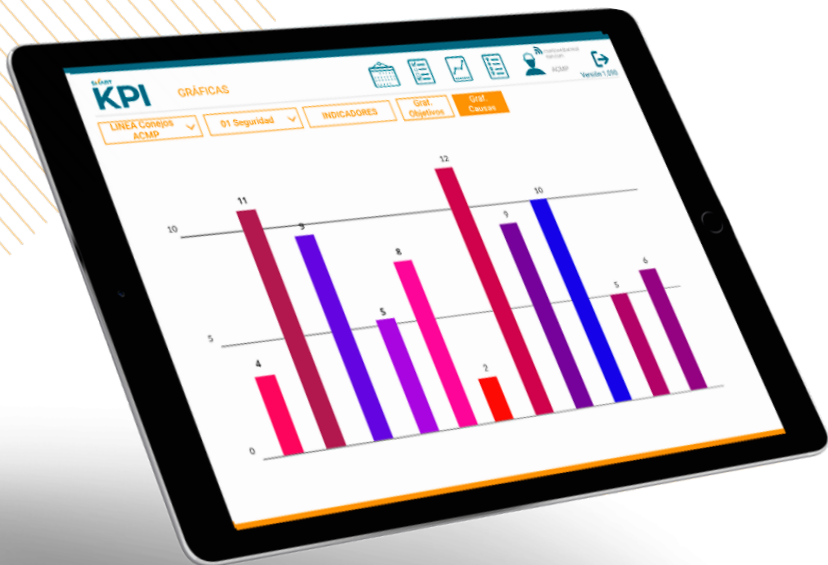 SMART
KPI
GRÁFICAS
ACMP
Versión 1.090
LINEA Conejos
ACMP
01 Seguridad
INDICADORES
Graf.
Objetivos
Graf.
Causas
12
11
10
9
10
9
8
5
6
5
5
4
2
0